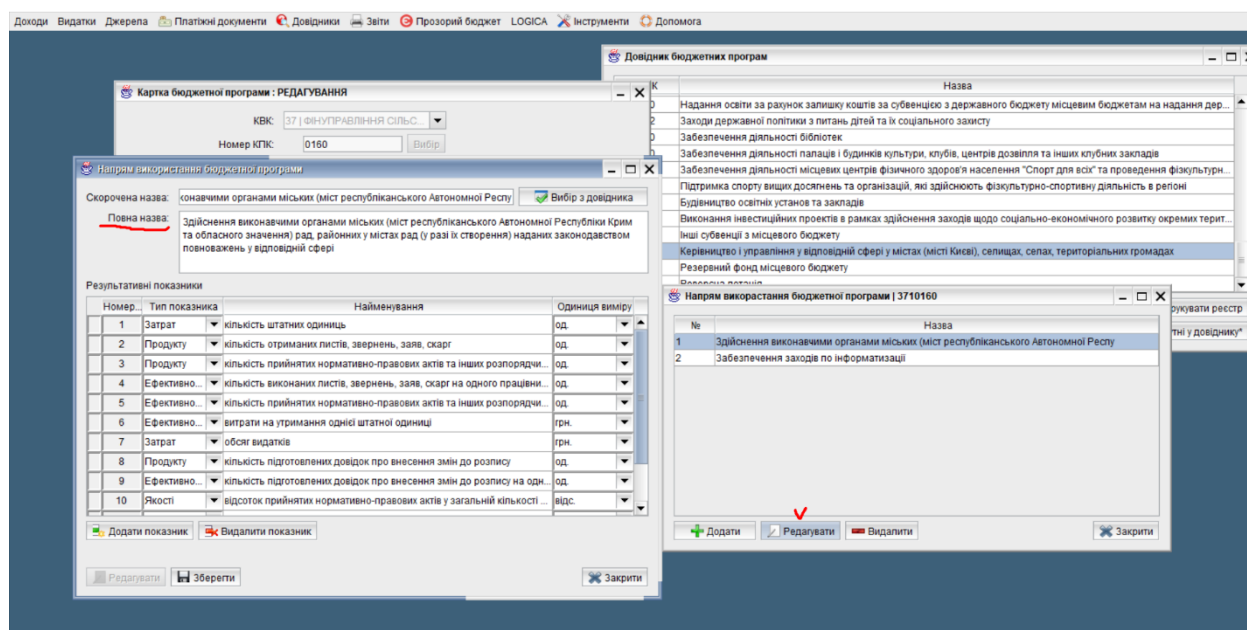 Доходи Видатки Джерела Платіжні документи Довідники Звіти Прозорий бюджет LOGICA Інструменти Допомога
Довідник бюджетних програм
К Назва
Надання освіти за рахунок залишку коштів за субвенцією з державного бюджету місцевим бюджетам на надання дер...
Заходи державної політики з питань дітей та їх соціального захисту
Забезпечення діяльності бібліотек
Забезпечення діяльності палаців і будинків культури, клубів, центрів дозвілля та інших клубних закладів
Забезпечення діяльності місцевих центрів фізичного здоров'я населення "Спорт для всіх" та проведення фізкультурн...
Підтримка спорту вищих досягнень та організацій, які здійснюють фізкультурно-спортивну діяльність в регіоні
Будівництво освітніх установ та закладів
Виконання інвестиційних проектів в рамках здійснення заходів щодо соціально-економічного розвитку окремих терит...
Інші субвенції з місцевого бюджету
Керівництво і управління у відповідній сфері у містах (місті Києві), селищах, селах, територіальних громадах
Резервний фонд місцевого бюджету
Реверсна дотація
рукувати реєстр
тні у довіднику*
Картка бюджетної програми : РЕДАГУВАННЯ
КВК: 37 | ФІНУПРАВЛІННЯ СІЛЬС...
Номер КПК: 0160 Вибір
Напрям використання бюджетної програми
Скорочена назва: конавчими органами міських (міст республіканського Автономної Респу Вибір з довідника
Повна назва: Здійснення виконавчими органами міських (міст республіканського Автономної Республіки Крим
та обласного значення) рад, районних у містах рад (у разі їх створення) наданих законодавством
повноважень у відповідній сфері
Результативні показники
Номер... Тип показника Найменування Одиниця виміру
1 Затрат кількість штатних одиниць од.
2 Продукту кількість отриманих листів, звернень, заяв, скарг од.
3 Продукту кількість прийнятих нормативно-правових актів та інших розпорядчи... од.
4 Ефективно... кількість виконаних листів, звернень, заяв, скарг на одного працівни... од.
5 Ефективно... кількість прийнятих нормативно-правових актів та інших розпорядчи... од.
6 Ефективно... витрати на утримання однієї штатної одиниці грн.
7 Затрат обсяг видатків грн.
8 Продукту кількість підготовлених довідок про внесення змін до розпису од.
9 Ефективно... кількість підготовлених довідок про внесення змін до розпису на одн... од.
10 Якості відсоток прийнятих нормативно-правових актів у загальній кількості ... відс.
Додати показник Видалити показник
Редагувати Зберегти Закрити
Напрям викорастання бюджетної програми | 3710160
№ Назва
1 Здійснення виконавчими органами міських (міст республіканського Автономної Респу
2 Забезпечення заходів по інформатизації
Додати Редагувати Видалити Закрити